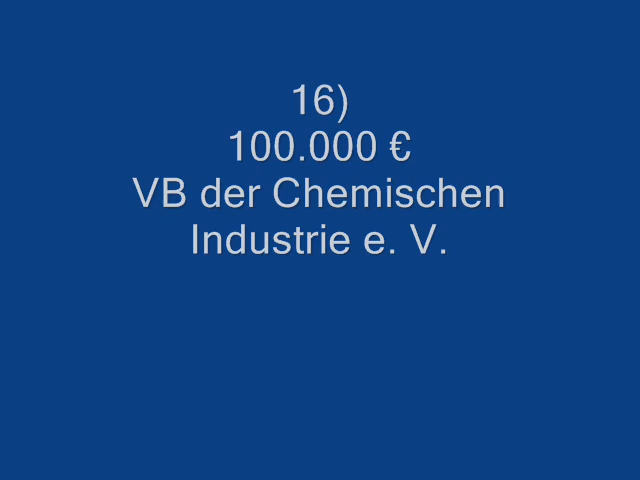 16)
100.000 €
VB der Chemischen
Industrie e. V.